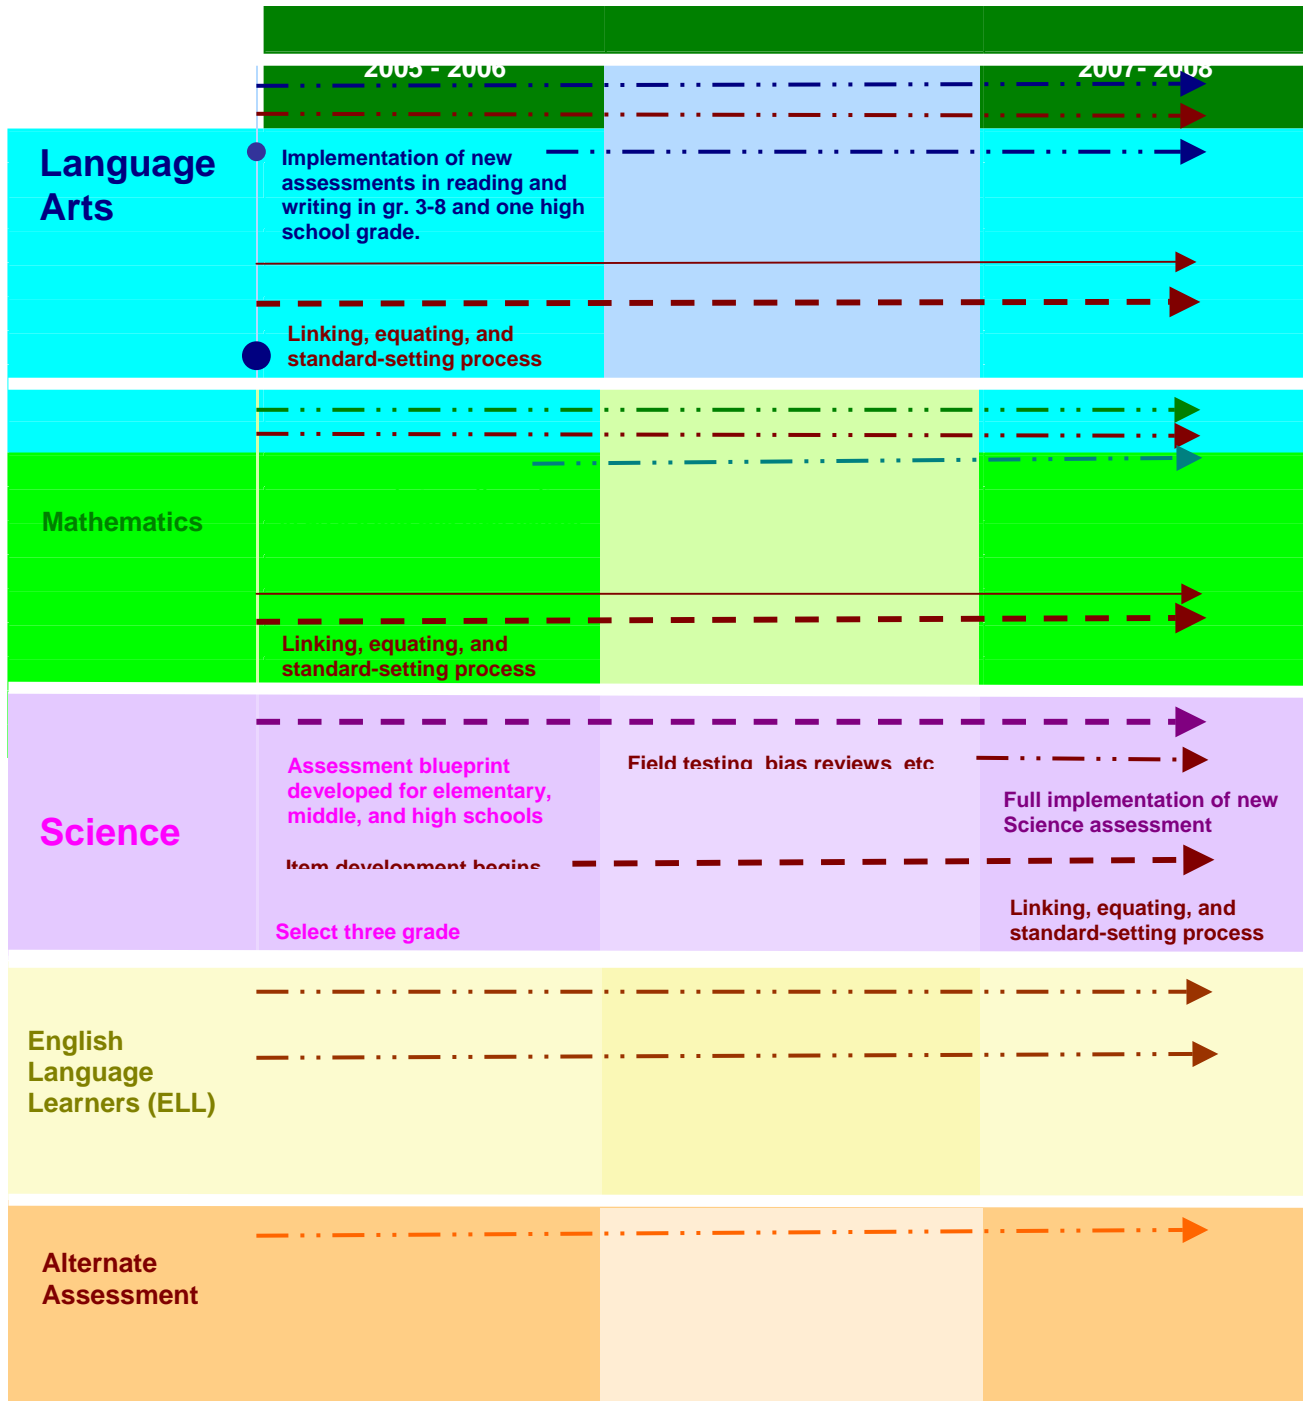 2005 - 2006
2007- 2008
Language
Arts
Implementation of new
assessments in reading and
writing in gr. 3-8 and one high
school grade.
Linking, equating, and
standard-setting process
Mathematics
Linking, equating, and
standard-setting process
Science
Assessment blueprint
developed for elementary,
middle, and high schools
Item development begins
Select three grade
Field testing bias reviews etc
Full implementation of new
Science assessment
Linking, equating, and
standard-setting process
English
Language
Learners (ELL)
Alternate
Assessment